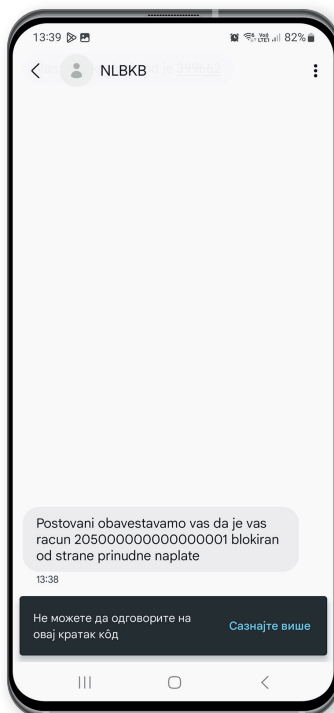 13:39
VoLTE1 82%
NLBKB
Postovani obavestavamo vas da je vas
racun 205000000000000001 blokiran
od strane prinudne naplate
13:38
Не можете да одговорите на
овај кратак кôд
Сазнајте више